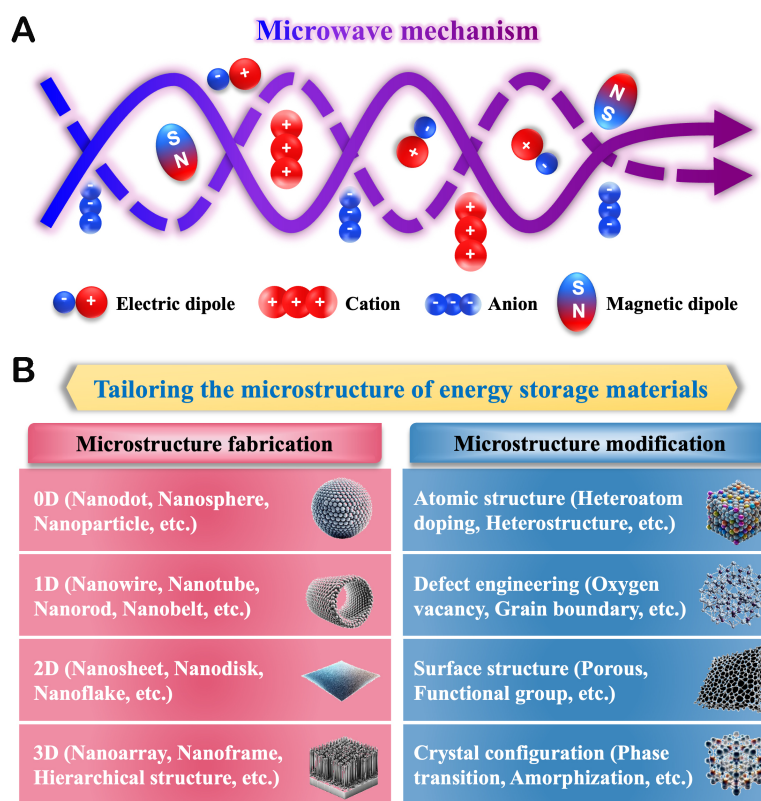 A
Microwave mechanism
- +
S
N
+
+
+
-
+
+
-
N
S
-
-
-
-
-
-
+
+
+
-
-
-
- +
Electric dipole
+ + +
Cation
- - -
Anion
S
N
Magnetic dipole
B
Tailoring the microstructure of energy storage materials
Microstructure fabrication
0D (Nanodot, Nanosphere,
Nanoparticle, etc.)
1D (Nanowire, Nanotube,
Nanorod, Nanobelt, etc.)
2D (Nanosheet, Nanodisk,
Nanoflake, etc.)
3D (Nanoarray, Nanoframe,
Hierarchical structure, etc.)
Microstructure modification
Atomic structure (Heteroatom
doping, Heterostructure, etc.)
Defect engineering (Oxygen
vacancy, Grain boundary, etc.)
Surface structure (Porous,
Functional group, etc.)
Crystal configuration (Phase
transition, Amorphization, etc.)